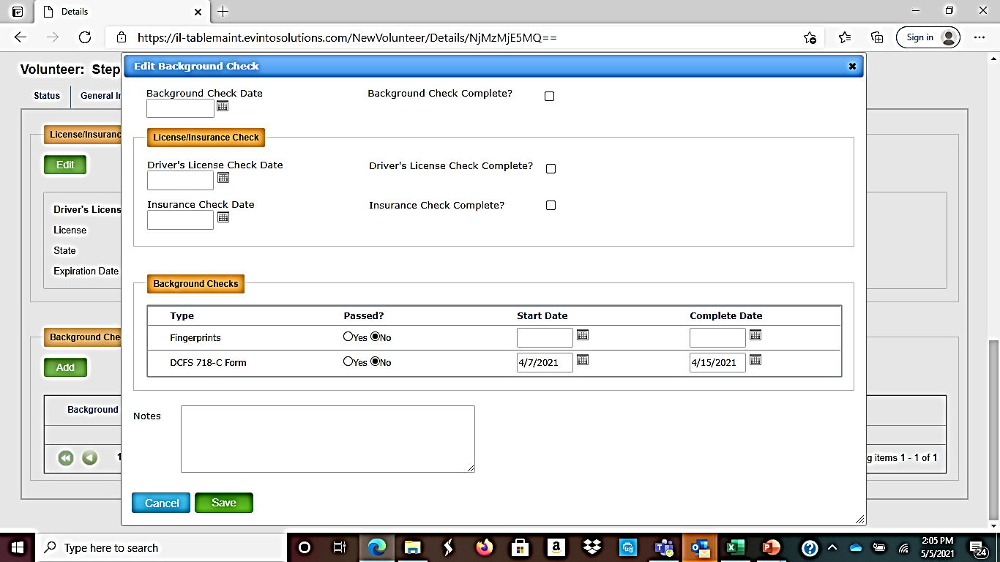 Details
https://il-tablemaint.evintosolutions.com/NewVolunteer/Details/NjMzMjE5MQ==
Sign in
Volunteer: Step
Edit Background Check
Status
General In
Background Check Date
Background Check Complete?
License/Insuranc
License/Insurance Check
Edit
Driver's License Check Date
Driver's License Check Complete?
Insurance Check Date
Insurance Check Complete?
Driver's Licens
License
State
Expiration Date
Background Checks
Type Passed? Start Date Complete Date
Fingerprints Yes No
DCFS 718-C Form Yes No 4/7/2021 4/15/2021
Background Che
Add
Background
Notes
1
g items 1 - 1 of 1
Cancel Save
Type here to search
2:05 PM
5/5/2021
24